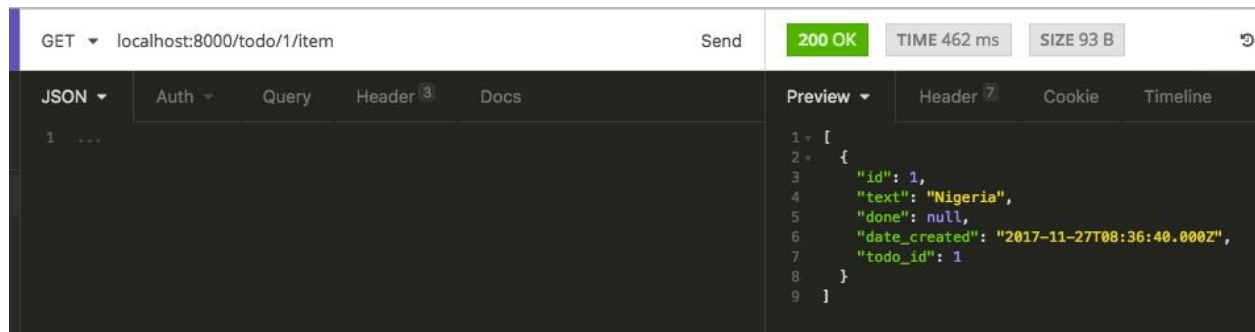 GET localhost:8000/todo/1/item Send 200 OK TIME 462 ms SIZE 93 B
JSON Auth Query Header 3 Docs Preview Header 7 Cookie Timeline
1 ...
1 [
2 {
3 "id": 1,
4 "text": "Nigeria",
5 "done": null,
6 "date_created": "2017-11-27T08:36:40.000Z",
7 "todo_id": 1
8 }
9 ]